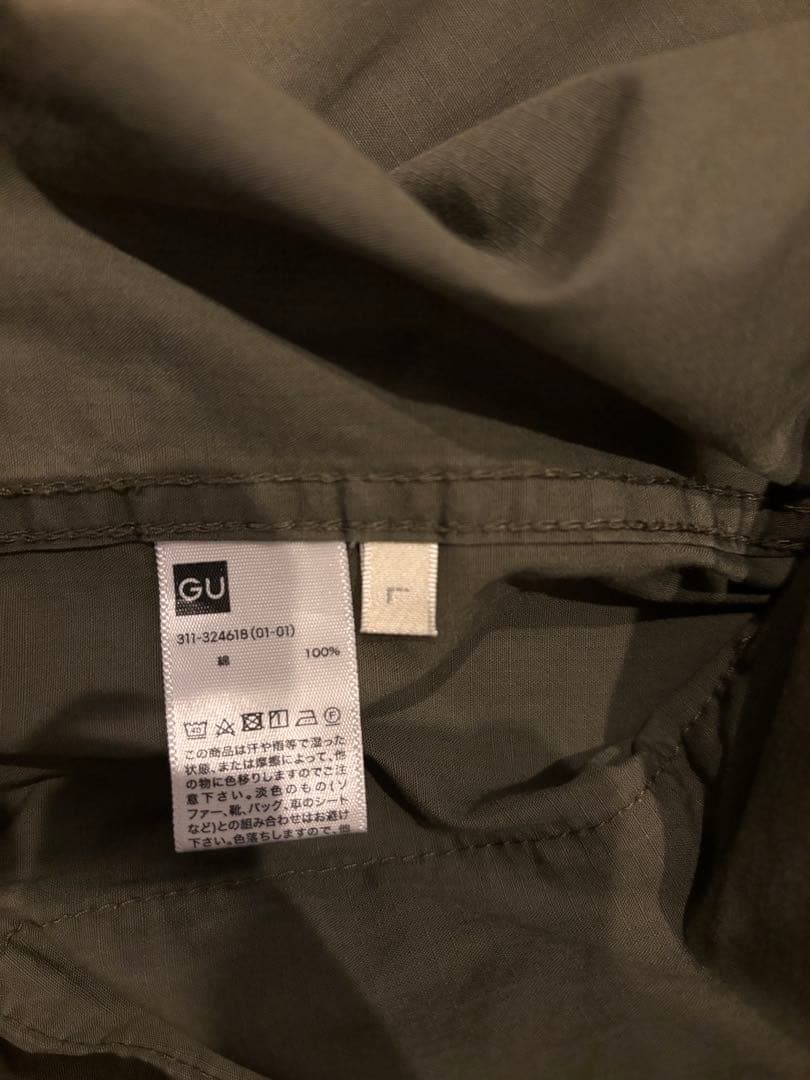 GU
L
311-324618(01-01)
綿 100%
40
F
この商品は汗や雨等で湿った
状態、または摩擦によって、他
の物に色移りしますのでご注
意下さい。淡色のもの(ソ
ファー、靴、バッグ、車のシート
など)との組み合わせはお避け
下さい。色落ちしますので、他